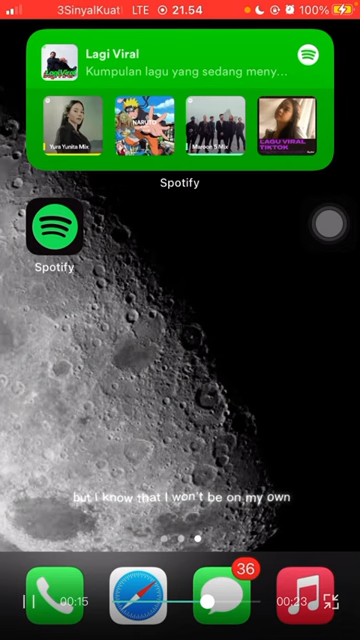 3SinyalKuat LTE 21.54 100%
Lagi Viral
Kumpulan lagu yang sedang meny...
Yura Yunita Mix
NARUTO
Maroon 5 Mix
LAGU VIRAL
TIKTOK
Spotify
Spotify
but I know that I won't be on my own
36
00:15
00:23